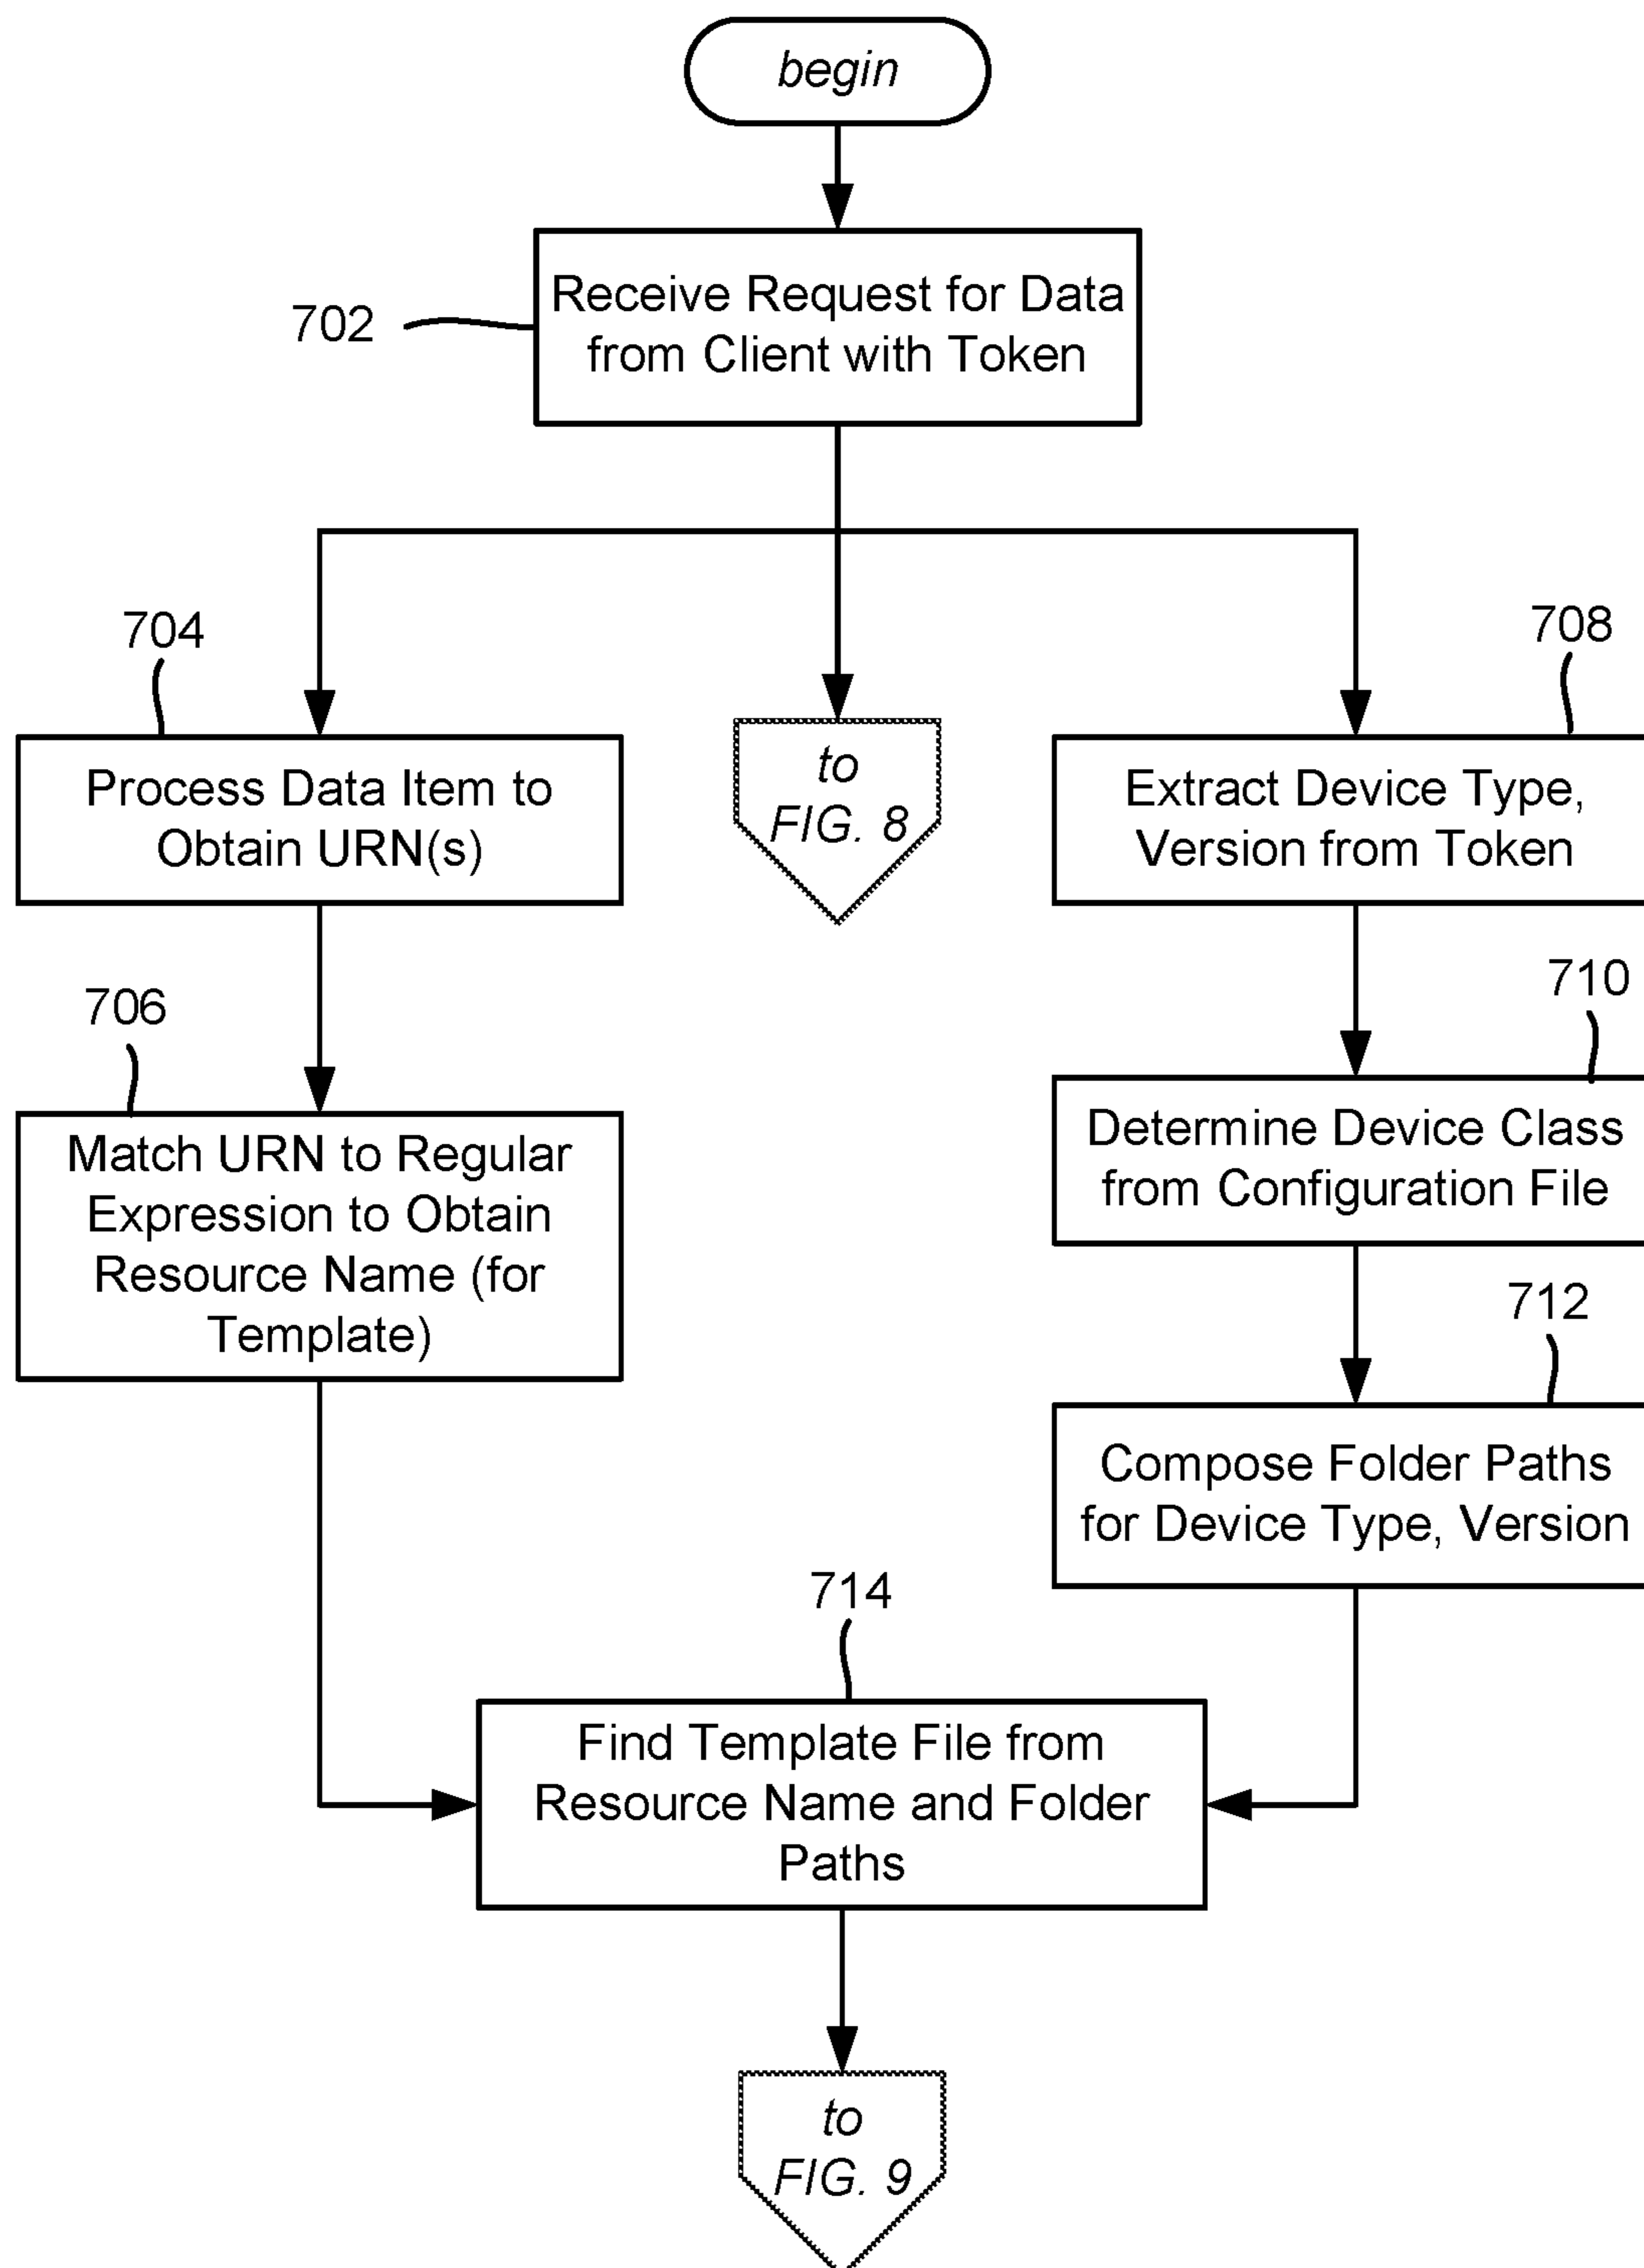 begin
702
Receive Request for Data
from Client with Token
704
708
Process Data Item to
Obtain URN(s)
to
FIG. 8
Extract Device Type,
Version from Token
706
710
Match URN to Regular
Expression to Obtain
Resource Name (for
Template)
Determine Device Class
from Configuration File
712
Compose Folder Paths
for Device Type, Version
714
Find Template File from
Resource Name and Folder
Paths
to
FIG. 9